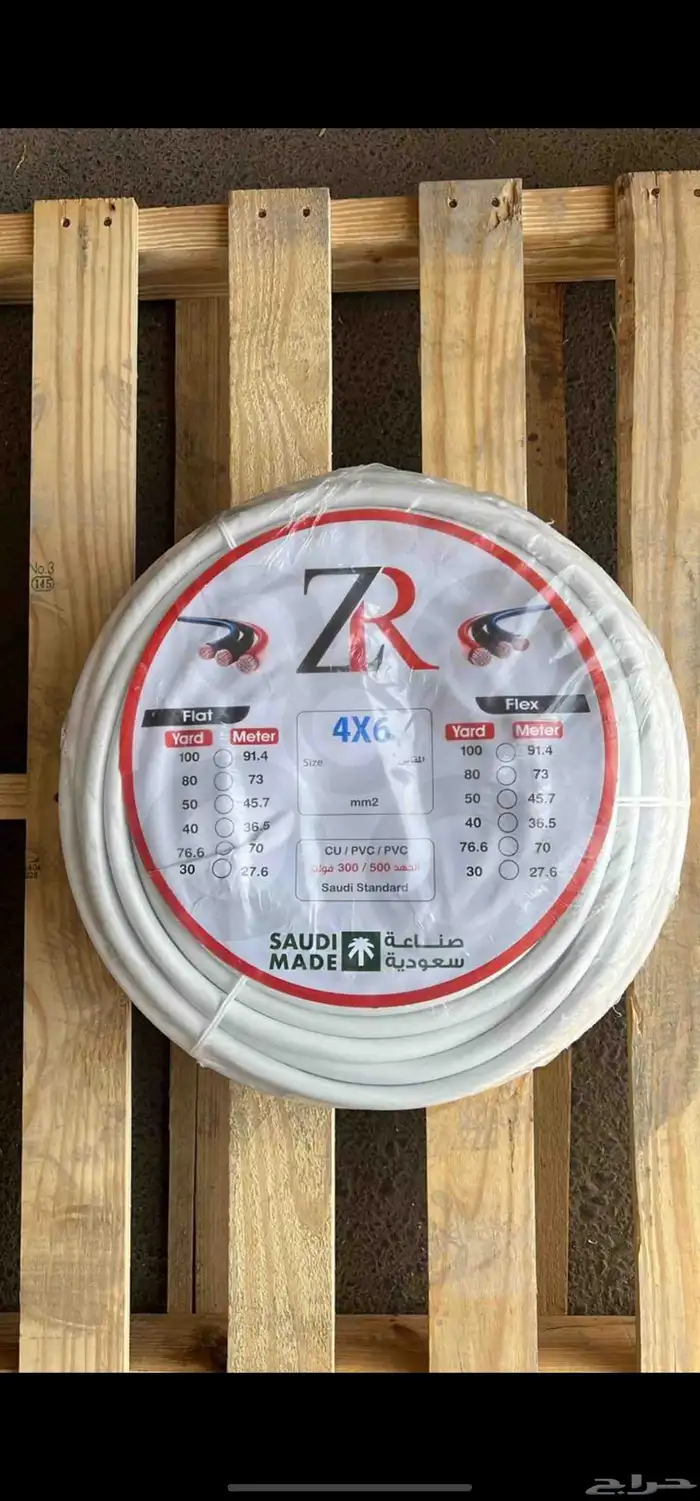 No.3
145
ZR
Flat
Yard Meter
100 91.4
80 73
50 45.7
40 36.5
76.6 70
30 27.6
4X6
Size المقاس
mm2
CU / PVC / PVC
الجهد 500 / 300 فولت
Saudi Standard
Flex
Yard Meter
100 91.4
80 73
50 45.7
40 36.5
76.6 70
30 27.6
SAUDI MADE
صناعة سعودية
حراج